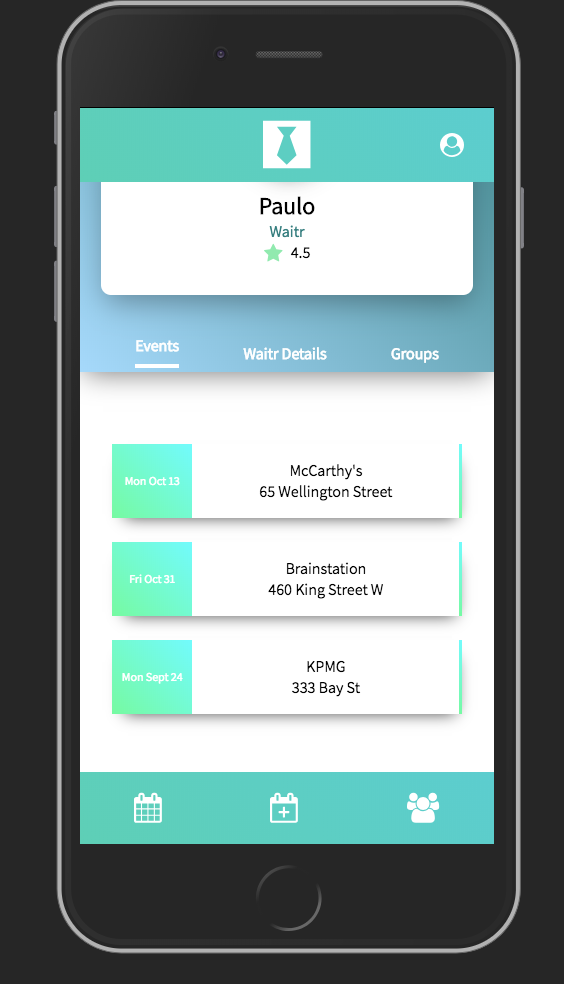 Paulo
Waitr
4.5
Events
Waitr Details
Groups
Mon Oct 13
McCarthy's
65 Wellington Street
Fri Oct 31
Brainstation
460 King Street W
Mon Sept 24
KPMG
333 Bay St